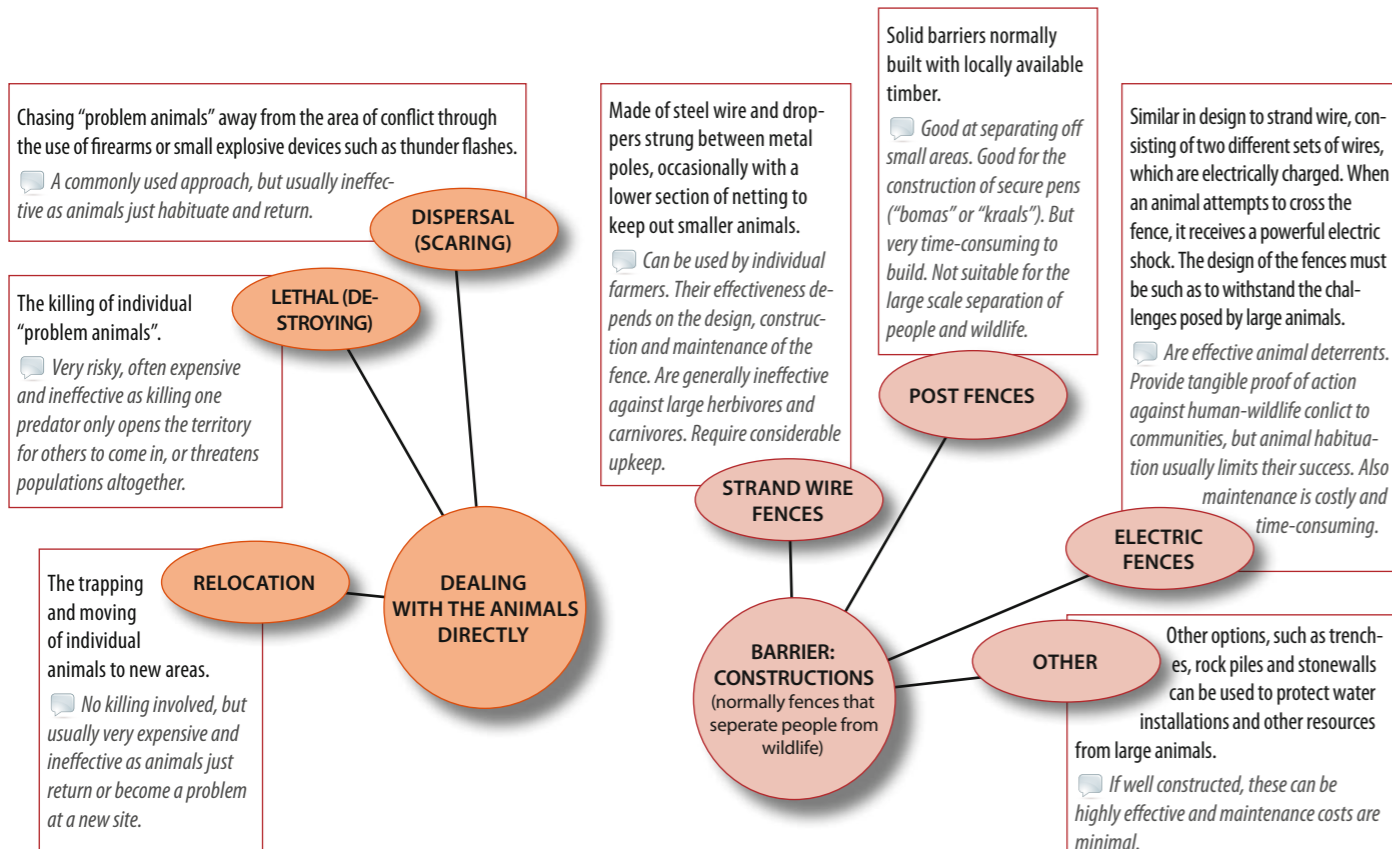 Chasing “problem animals” away from the area of conflict through
the use of firearms or small explosive devices such as thunder flashes.
A commonly used approach, but usually ineffec-
tive as animals just habituate and return.
DISPERSAL
(SCARING)
The killing of individual
“problem animals”.
Very risky, often expensive
and ineffective as killing one
predator only opens the territory
for others to come in, or threatens
populations altogether.
LETHAL (DE-
STROYING)
The trapping
and moving
of individual
animals to new areas.
No killing involved, but
usually very expensive and
ineffective as animals just
return or become a problem
at a new site.
RELOCATION
DEALING
WITH THE ANIMALS
DIRECTLY
Made of steel wire and drop-
pers strung between metal
poles, occasionally with a
lower section of netting to
keep out smaller animals.
Can be used by individual
farmers. Their effectiveness de-
pends on the design, construc-
tion and maintenance of the
fence. Are generally ineffective
against large herbivores and
carnivores. Require considerable
upkeep.
STRAND WIRE
FENCES
Solid barriers normally
built with locally available
timber.
Good at separating off
small areas. Good for the
construction of secure pens
(“bomas” or “kraals”). But
very time-consuming to
build. Not suitable for the
large scale separation of
people and wildlife.
POST FENCES
Similar in design to strand wire, con-
sisting of two different sets of wires,
which are electrically charged. When
an animal attempts to cross the
fence, it receives a powerful electric
shock. The design of the fences must
be such as to withstand the chal-
lenges posed by large animals.
Are effective animal deterrents.
Provide tangible proof of action
against human-wildlife conlict to
communities, but animal habitua-
tion usually limits their success. Also
maintenance is costly and
time-consuming.
ELECTRIC
FENCES
Other options, such as trench-
es, rock piles and stonewalls
can be used to protect water
installations and other resources
from large animals.
If well constructed, these can be
highly effective and maintenance costs are
minimal.
OTHER
BARRIER:
CONSTRUCTIONS
(normally fences that
seperate people from
wildlife)